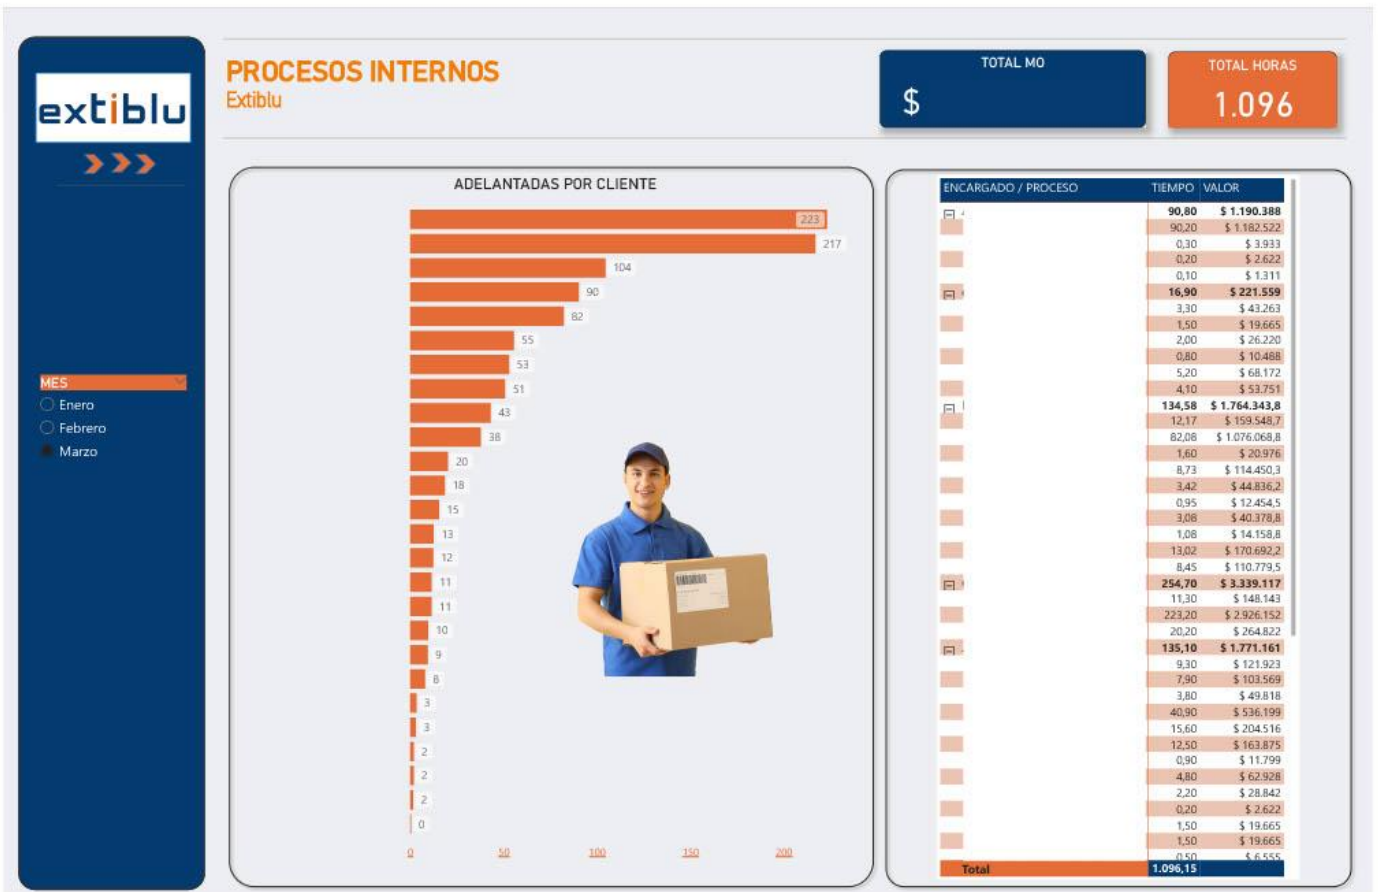 extiblu
PROCESOS INTERNOS
Extiblu
TOTAL MO
$
TOTAL HORAS
1.096
MES
Enero
Febrero
Marzo
ADELANTADAS POR CLIENTE
223
217
104
90
82
55
53
51
43
38
20
18
15
13
12
11
11
10
9
8
3
3
2
2
2
0
0 50 100 150 200
ENCARGADO / PROCESO TIEMPO VALOR
90,80 $ 1.190.388
90,20 $ 1.182.522
0,30 $ 3.933
0,20 $ 2.622
0,10 $ 1.311
16,90 $ 221.559
3,30 $ 43.263
1,50 $ 19.665
2,00 $ 26.220
0,80 $ 10.488
5,20 $ 68.172
4,10 $ 53.751
134,58 $ 1.764.343,8
12,17 $ 159.548,7
82,08 $ 1.076.068,8
1,60 $ 20.976
8,73 $ 114.450,3
3,42 $ 44.836,2
0,95 $ 12.454,5
3,08 $ 40.378,8
1,08 $ 14.158,8
13,02 $ 170.692,2
8,45 $ 110.779,5
254,70 $ 3.339.117
11,30 $ 148.143
223,20 $ 2.926.152
20,20 $ 264.822
135,10 $ 1.771.161
9,30 $ 121.923
7,90 $ 103.569
3,80 $ 49.818
40,90 $ 536.199
15,60 $ 204.516
12,50 $ 163.875
0,90 $ 11.799
4,80 $ 62.928
2,20 $ 28.842
0,20 $ 2.622
1,50 $ 19.665
1,50 $ 19.665
0,50 $ 6.555
Total 1.096,15